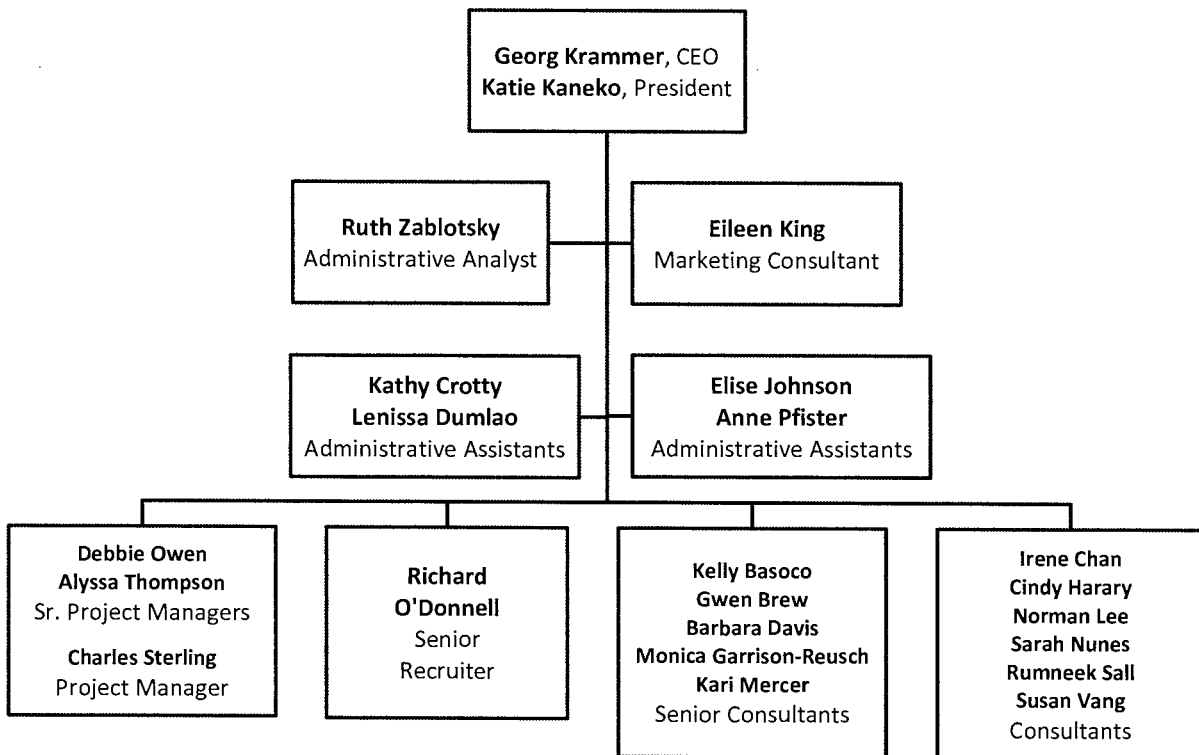 Georg Krammer, CEO
Katie Kaneko, President
Ruth Zablotsky
Administrative Analyst
Eileen King
Marketing Consultant
Kathy Crotty
Lenissa Dumlao
Administrative Assistants
Elise Johnson
Anne Pfister
Administrative Assistants
Debbie Owen
Alyssa Thompson
Sr. Project Managers
Charles Sterling
Project Manager
Richard
O'Donnell
Senior
Recruiter
Kelly Basoco
Gwen Brew
Barbara Davis
Monica Garrison-Reusch
Kari Mercer
Senior Consultants
Irene Chan
Cindy Harary
Norman Lee
Sarah Nunes
Rumneek Sall
Susan Vang
Consultants